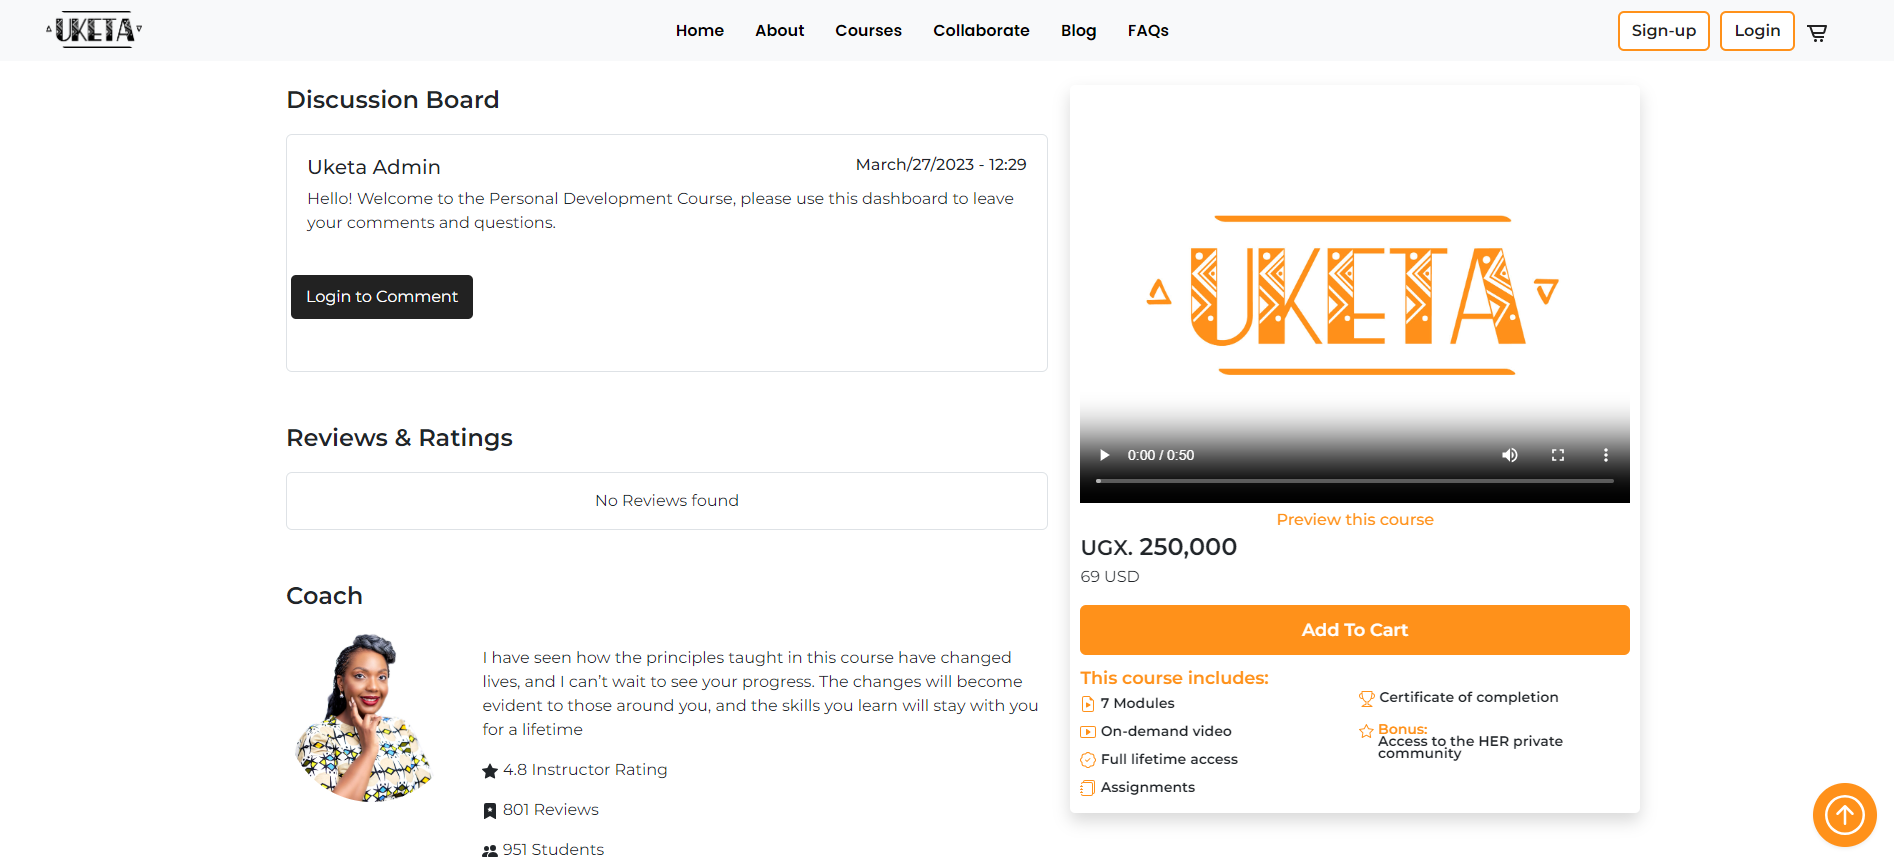 UKETA
Home About Courses Collaborate Blog FAQs
Sign-up Login
Discussion Board
Uketa Admin March/27/2023 - 12:29
Hello! Welcome to the Personal Development Course, please use this dashboard to leave
your comments and questions.
Login to Comment
Reviews & Ratings
No Reviews found
Coach
I have seen how the principles taught in this course have changed
lives, and I can’t wait to see your progress. The changes will become
evident to those around you, and the skills you learn will stay with you
for a lifetime
4.8 Instructor Rating
801 Reviews
951 Students
UKETA
0:00 / 0:50
Preview this course
UGX. 250,000
69 USD
Add To Cart
This course includes:
7 Modules
On-demand video
Full lifetime access
Assignments
Certificate of completion
Bonus:
Access to the HER private
community